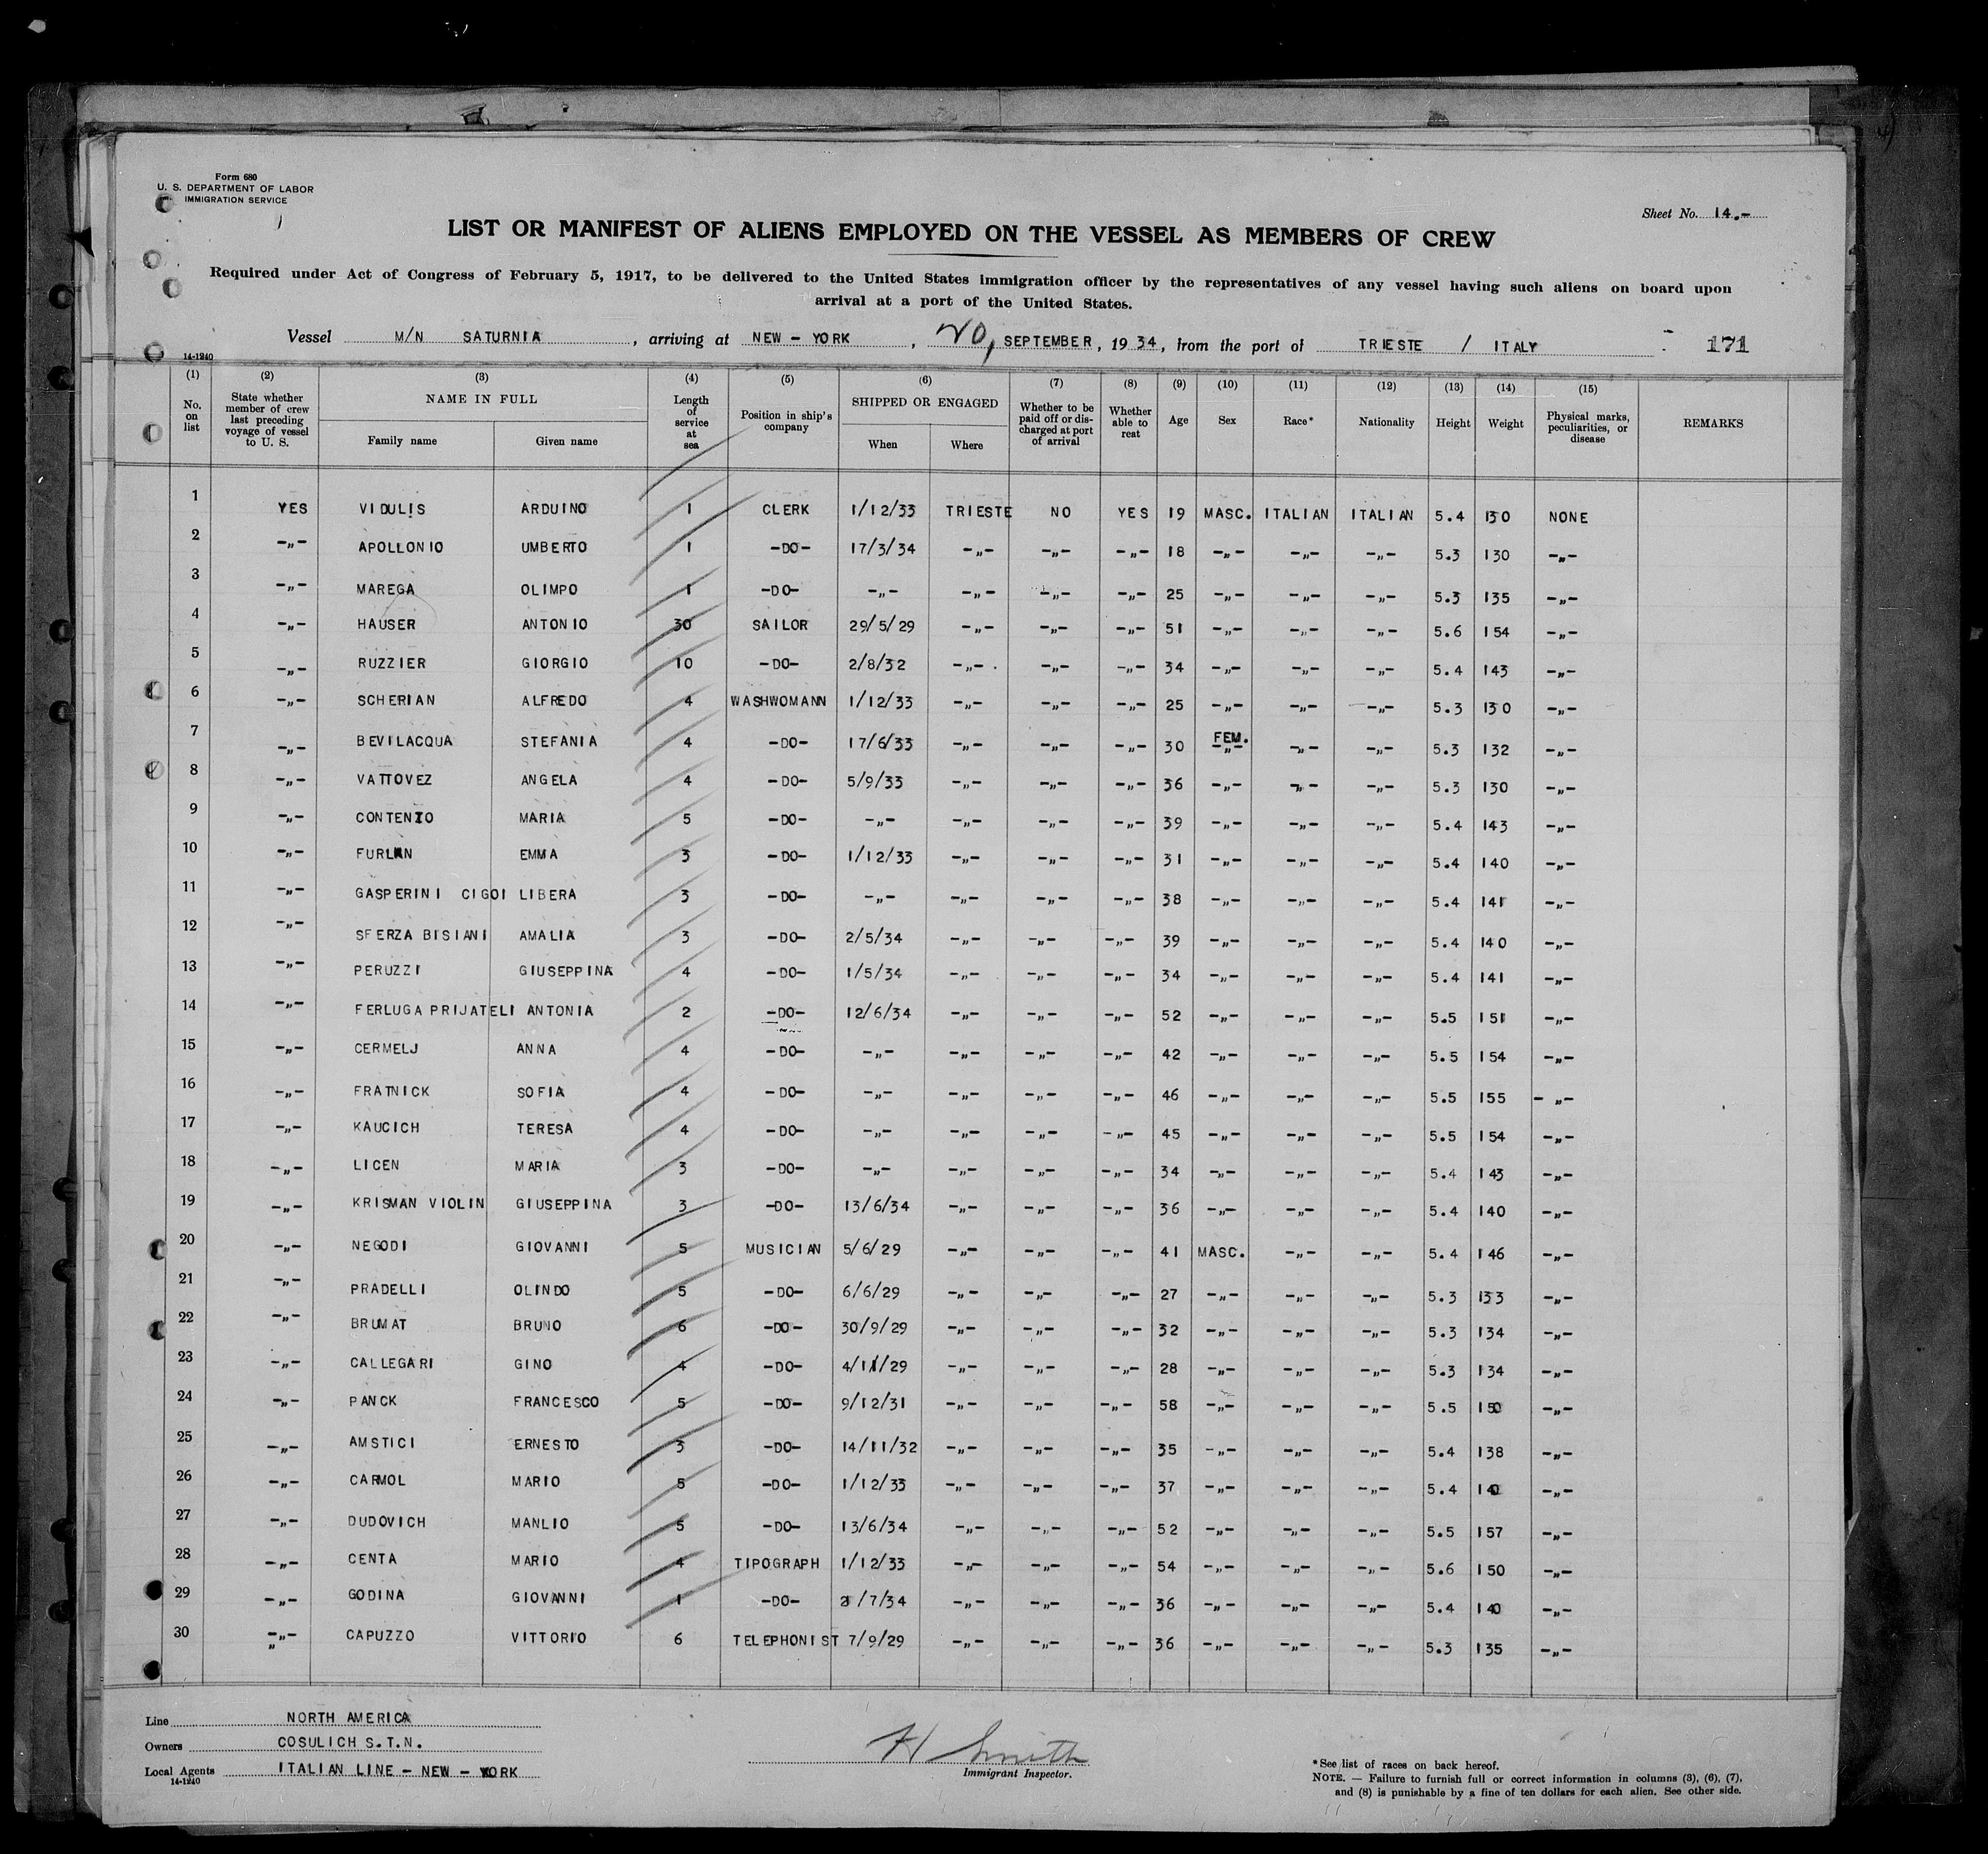 Form 680
U. S. DEPARTMENT OF LABOR
IMMIGRATION SERVICE
Sheet No. 14.-
LIST OR MANIFEST OF ALIENS EMPLOYED ON THE VESSEL AS MEMBERS OF CREW
Required under Act of Congress of February 5, 1917, to be delivered to the United States immigration officer by the representatives of any vessel having such aliens on board upon
arrival at a port of the United States.
Vessel M/N SATURNIA, arriving at NEW - YORK, 20, SEPTEMBER, 1934, from the port of TRIESTE / ITALY 171
14-1240
(1) No. on list (2) State whether member of crew last preceding voyage of vessel to U. S. (3) NAME IN FULL Family name Given name (4) Length of service at sea (5) Position in ship's company (6) SHIPPED OR ENGAGED When Where (7) Whether to be paid off or discharged at port of arrival (8) Whether able to reat (9) Age (10) Sex (11) Race* (12) Nationality (13) Height (14) Weight (15) Physical marks, peculiarities, or disease REMARKS
1 YES VIDULIS ARDUINO 1 CLERK 1/12/33 TRIESTE NO YES 19 MASC. ITALIAN ITALIAN 5.4 130 NONE
2 -"- APOLLONIO UMBERTO 1 -DO- 17/3/34 -"- -"- -"- 18 -"- -"- -"- 5.3 130 -"-
3 -"- MAREGA OLIMPO 1 -DO- -"- -"- -"- -"- 25 -"- -"- -"- 5.3 135 -"-
4 -"- HAUSER ANTONIO 30 SAILOR 29/5/29 -"- -"- -"- 51 -"- -"- -"- 5.6 154 -"-
5 -"- RUZZIER GIORGIO 10 -DO- 2/8/32 -"- -"- -"- 34 -"- -"- -"- 5.4 143 -"-
6 -"- SCHERIAN ALFREDO 4 WASHWOMANN 1/12/33 -"- -"- -"- 25 -"- -"- -"- 5.3 130 -"-
7 -"- BEVILACQUA STEFANIA 4 -DO- 17/6/33 -"- -"- -"- 30 FEM. -"- -"- -"- 5.3 132 -"-
8 -"- VATTOVEZ ANGELA 4 -DO- 5/9/33 -"- -"- -"- 36 -"- -"- -"- 5.3 130 -"-
9 -"- CONTENTO MARIA 5 -DO- -"- -"- -"- -"- 39 -"- -"- -"- 5.4 143 -"-
10 -"- FURLAN EMMA 3 -DO- 1/12/33 -"- -"- -"- 31 -"- -"- -"- 5.4 140 -"-
11 -"- GASPERINI CIGOI LIBERA 3 -DO- -"- -"- -"- -"- 38 -"- -"- -"- 5.4 141 -"-
12 -"- SFERZA BISIANI AMALIA 3 -DO- 2/5/34 -"- -"- -"- 39 -"- -"- -"- 5.4 140 -"-
13 -"- PERUZZI GIUSEPPINA 4 -DO- 1/5/34 -"- -"- -"- 34 -"- -"- -"- 5.4 141 -"-
14 -"- FERLUGA PRIJATELI ANTONIA 2 -DO- 12/6/34 -"- -"- -"- 52 -"- -"- -"- 5.5 151 -"-
15 -"- CERMELJ ANNA 4 -DO- -"- -"- -"- -"- 42 -"- -"- -"- 5.5 154 -"-
16 -"- FRATNICK SOFIA 4 -DO- -"- -"- -"- -"- 46 -"- -"- -"- 5.5 155 -"-
17 -"- KAUCICH TERESA 4 -DO- -"- -"- -"- -"- 45 -"- -"- -"- 5.5 154 -"-
18 -"- LICEN MARIA 3 -DO- -"- -"- -"- -"- 34 -"- -"- -"- 5.4 143 -"-
19 -"- KRISMAN VIOLIN GIUSEPPINA 3 -DO- 13/6/34 -"- -"- -"- 36 -"- -"- -"- 5.4 140 -"-
20 -"- NEGODI GIOVANNI 5 MUSICIAN 5/6/29 -"- -"- -"- 41 MASC. -"- -"- 5.4 146 -"-
21 -"- PRADELLI OLINDO 5 -DO- 6/6/29 -"- -"- -"- 27 -"- -"- -"- 5.3 133 -"-
22 -"- BRUMAT BRUNO 6 -DO- 30/9/29 -"- -"- -"- 32 -"- -"- -"- 5.3 134 -"-
23 -"- CALLEGARI GINO 4 -DO- 4/11/29 -"- -"- -"- 28 -"- -"- -"- 5.3 134 -"-
24 -"- PANCK FRANCESCO 5 -DO- 9/12/31 -"- -"- -"- 58 -"- -"- -"- 5.5 150 -"-
25 -"- AMSTICI ERNESTO 3 -DO- 14/11/32 -"- -"- -"- 35 -"- -"- -"- 5.4 138 -"-
26 -"- CARMOL MARIO 5 -DO- 1/12/33 -"- -"- -"- 37 -"- -"- -"- 5.4 140 -"-
27 -"- DUDOVICH MANLIO 5 -DO- 13/6/34 -"- -"- -"- 52 -"- -"- -"- 5.5 157 -"-
28 -"- CENTA MARIO 4 TIPOGRAPH 1/12/33 -"- -"- -"- 54 -"- -"- -"- 5.6 150 -"-
29 -"- GODINA GIOVANNI 1 -DO- /7/34 -"- -"- -"- 36 -"- -"- -"- 5.4 140 -"-
30 -"- CAPUZZO VITTORIO 6 TELEPHONIST 7/9/29 -"- -"- -"- 36 -"- -"- -"- 5.3 135 -"-
Line NORTH AMERICA
Owners COSULICH S.T.N.
Local Agents ITALIAN LINE - NEW - YORK
14-1240
H Smith
Immigrant Inspector.
*See list of races on back hereof.
NOTE. — Failure to furnish full or correct information in columns (3), (6), (7),
and (8) is punishable by a fine of ten dollars for each alien. See other side.